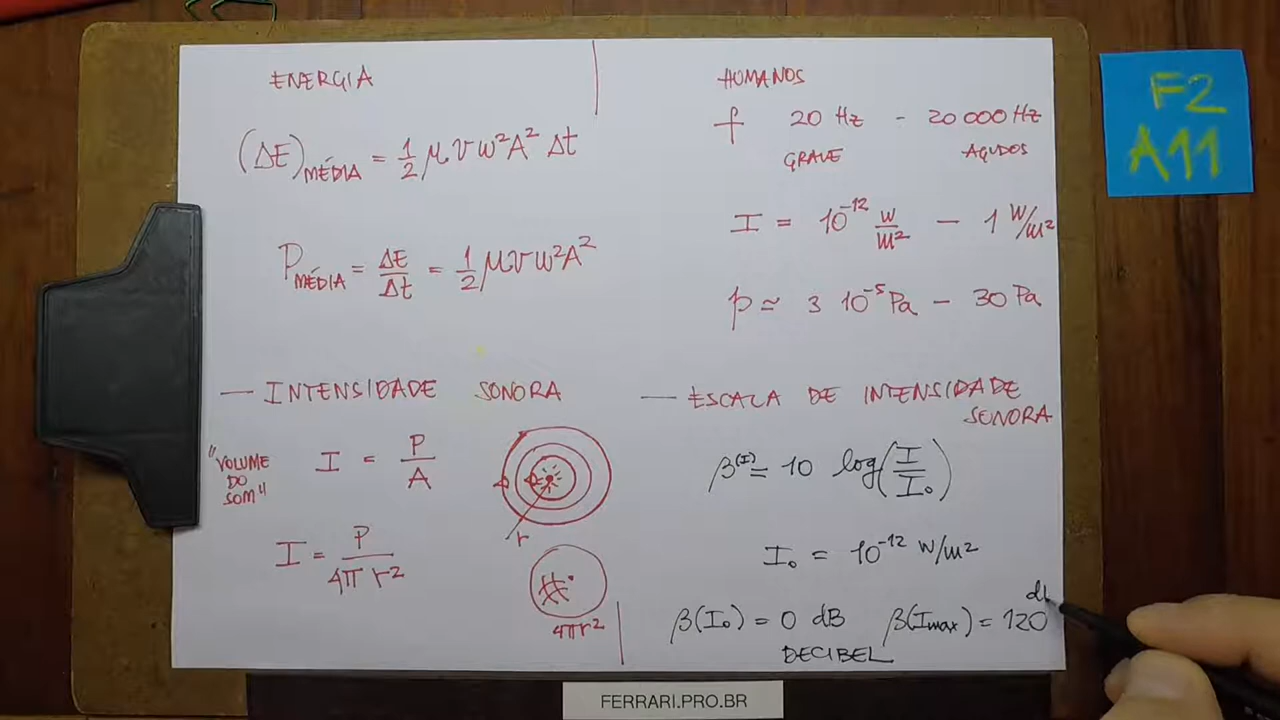 ENERGIA
(ΔE)MÉDIA = 1/2 μ v w² A² Δt
PMÉDIA = ΔE/Δt = 1/2 μ v w² A²
— INTENSIDADE SONORA
"VOLUME
DO
SOM"
I = P/A
r
I = P/4π r²
4πr²
HUMANOS
f 20 Hz - 20 000 Hz
GRAVE AGUDOS
I = 10⁻¹² W/m² — 1 W/m²
p ≃ 3 10⁻⁵ Pa — 30 Pa
— ESCALA DE INTENSIDADE
SONORA
β(I) = 10 log(I/I₀)
I₀ = 10⁻¹² W/m²
β(I₀) = 0 dB β(Imax) = 120
DECIBEL
F2
A11
FERRARI.PRO.BR